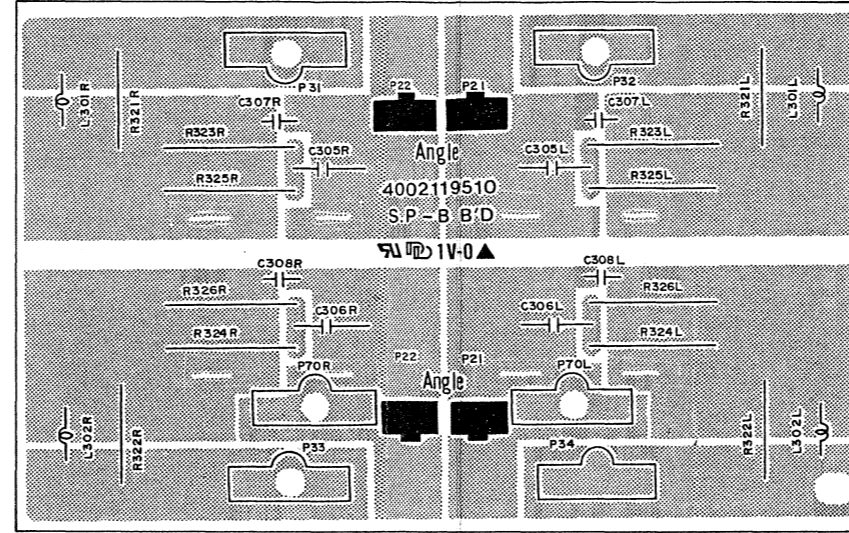 P31
P22
P21
P32
L301R
R321R
C307R
C307L
R321L
L301L
R323R
C305R
Angle
C305L
R323L
R325R
4002119510
R325L
S.P-B B'D
1V-0
C308R
C308L
R326R
R326L
C306R
C306L
R324R
R324L
P22
P21
P70R
Angle
P70L
L302R
R322R
P33
P34
R322L
L302L